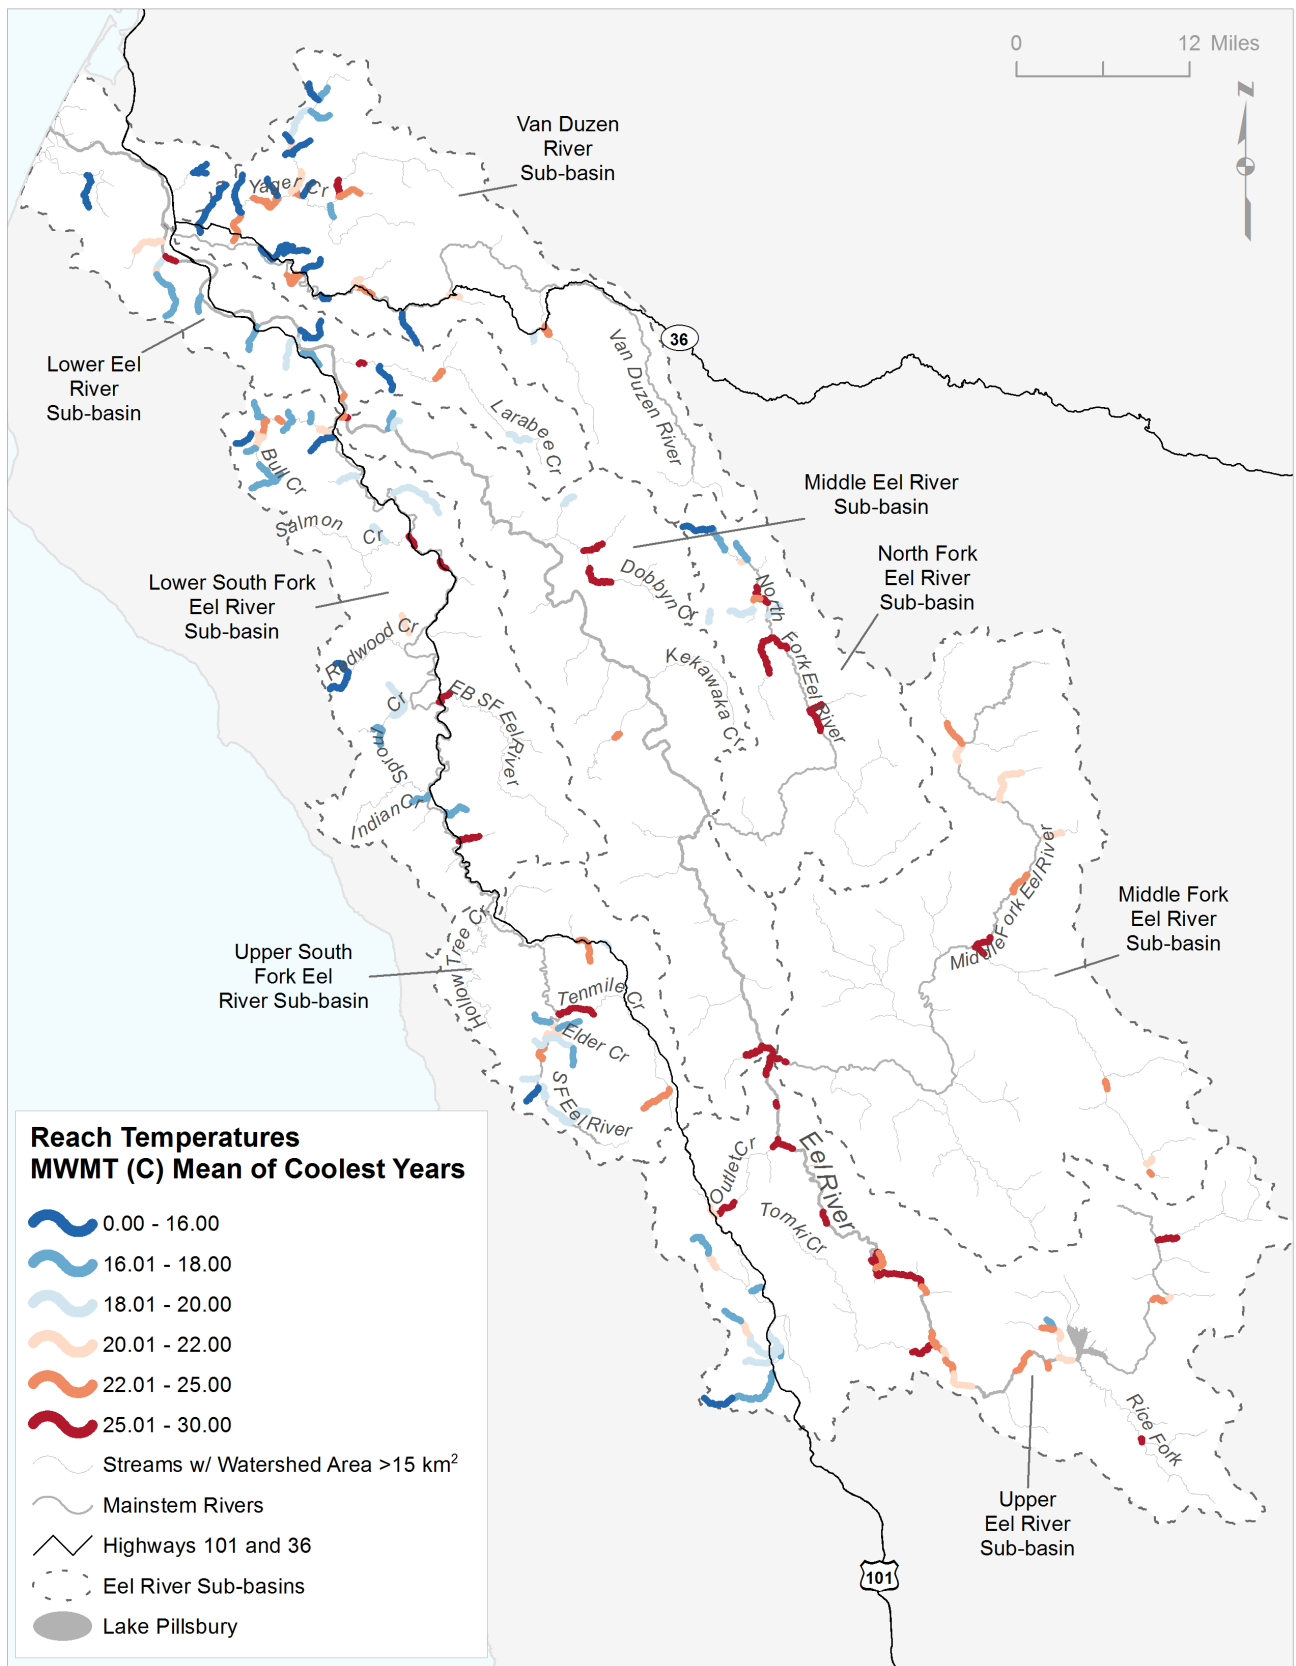 0 12 Miles
N
Van Duzen
River
Sub-basin
Yager Cr
36
Van Duzen River
Lower Eel
River
Sub-basin
Larabee Cr
Bull Cr
Middle Eel River
Sub-basin
Salmon Cr
North Fork
Eel River
Sub-basin
Dobbyn Cr
Lower South Fork
Eel River
Sub-basin
North Fork Eel River
Redwood Cr
Kekawaka Cr
EB SF Eel River
Sproul Cr
Indian Cr
Middle Fork Eel River
Middle Fork
Eel River
Sub-basin
Hollow Tree Cr
Upper South
Fork Eel
River Sub-basin
Tenmile Cr
Elder Cr
SF Eel River
Outlet Cr
Eel River
Tomki Cr
Rice Fork
Upper
Eel River
Sub-basin
101
Reach Temperatures
MWMT (C) Mean of Coolest Years
0.00 - 16.00
16.01 - 18.00
18.01 - 20.00
20.01 - 22.00
22.01 - 25.00
25.01 - 30.00
Streams w/ Watershed Area >15 km²
Mainstem Rivers
Highways 101 and 36
Eel River Sub-basins
Lake Pillsbury